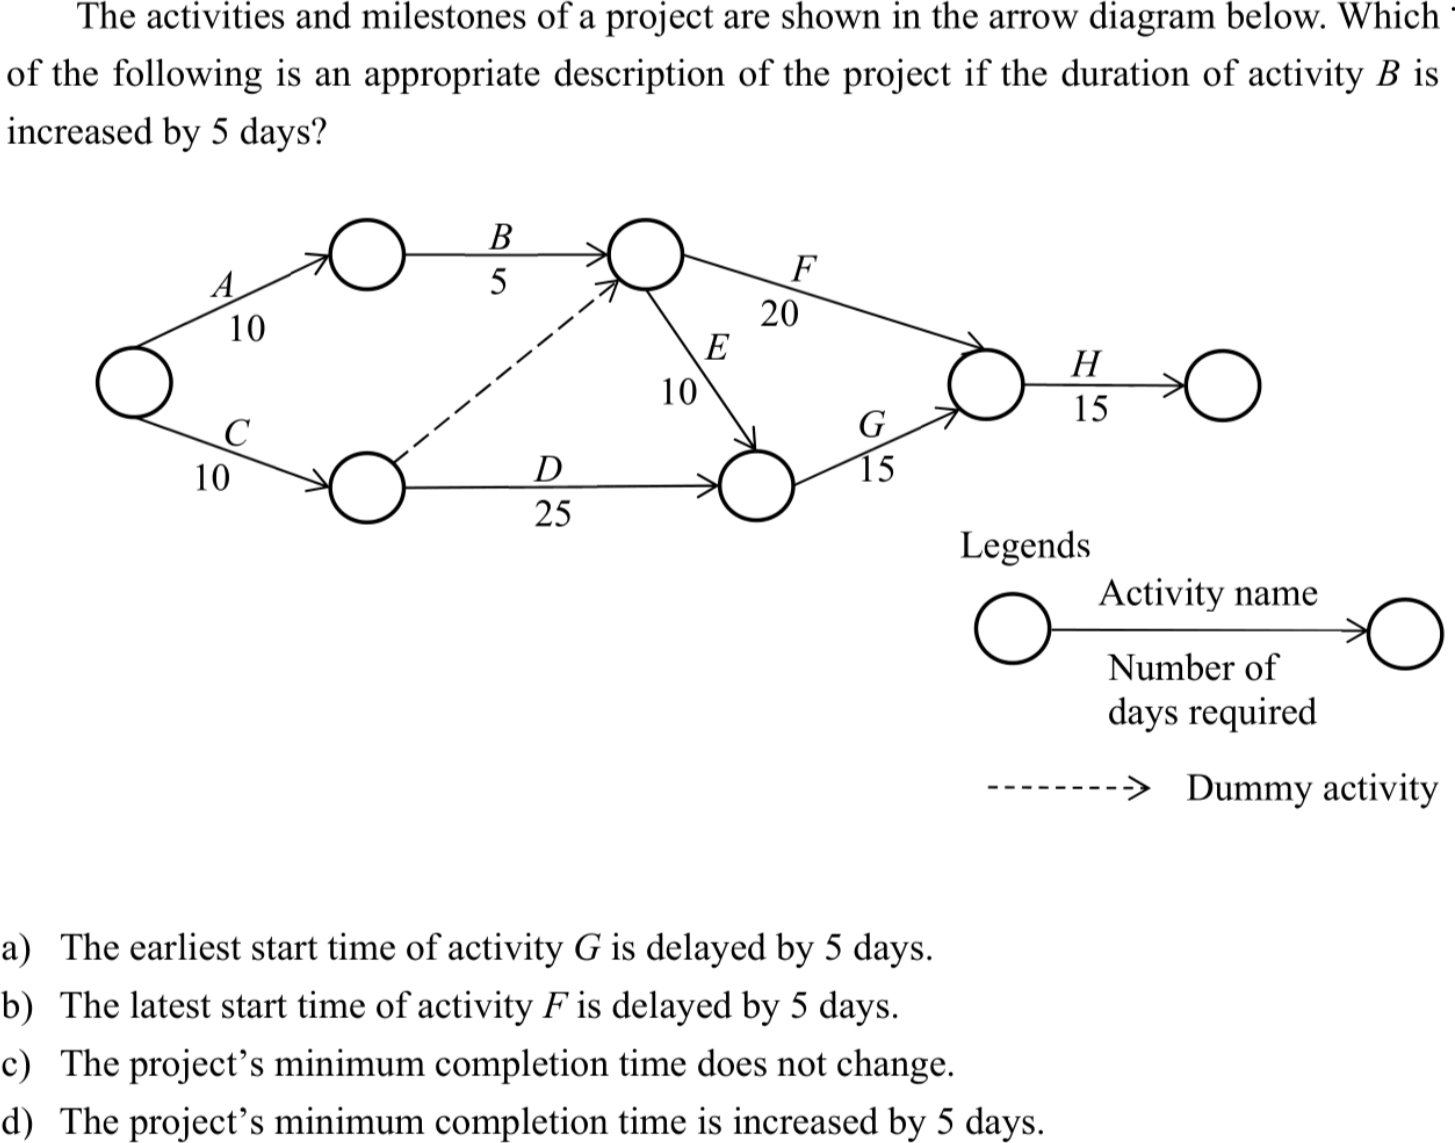 The activities and milestones of a project are shown in the arrow diagram below. Which
of the following is an appropriate description of the project if the duration of activity B is
increased by 5 days?
B
5
A
10
F
20
E
10
H
15
C
10
G
15
D
25
Legends
Activity name
Number of
days required
Dummy activity
a) The earliest start time of activity G is delayed by 5 days.
b) The latest start time of activity F is delayed by 5 days.
c) The project’s minimum completion time does not change.
d) The project’s minimum completion time is increased by 5 days.